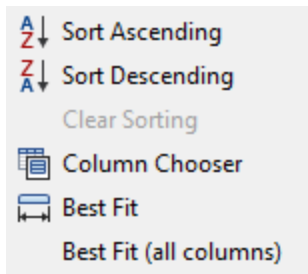 Sort Ascending
Sort Descending
Clear Sorting
Column Chooser
Best Fit
Best Fit (all columns)